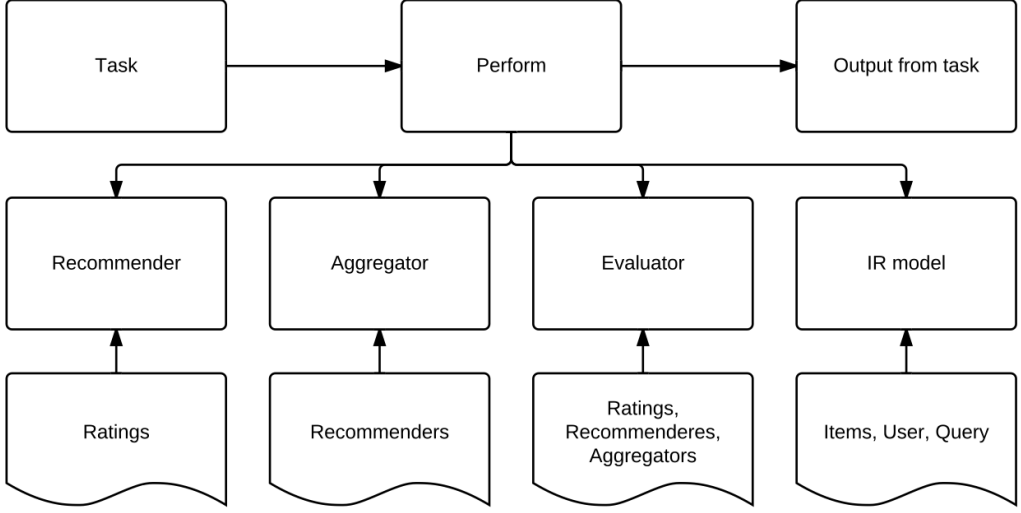 Task
Perform
Output from task
Recommender
Aggregator
Evaluator
IR model
Ratings
Recommenders
Ratings,
Recommenderes,
Aggregators
Items, User, Query